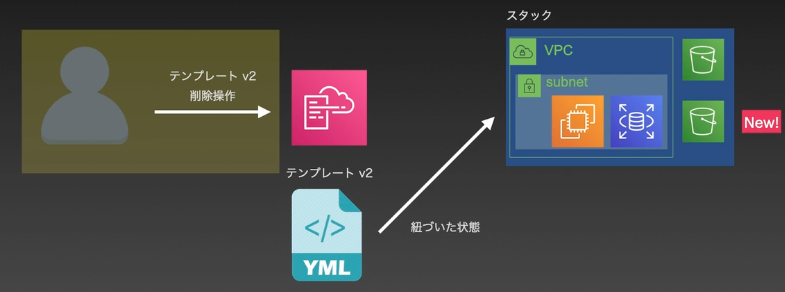 スタック
テンプレート v2
削除操作
VPC
subnet
New!
テンプレート v2
紐づいた状態
</>
YML